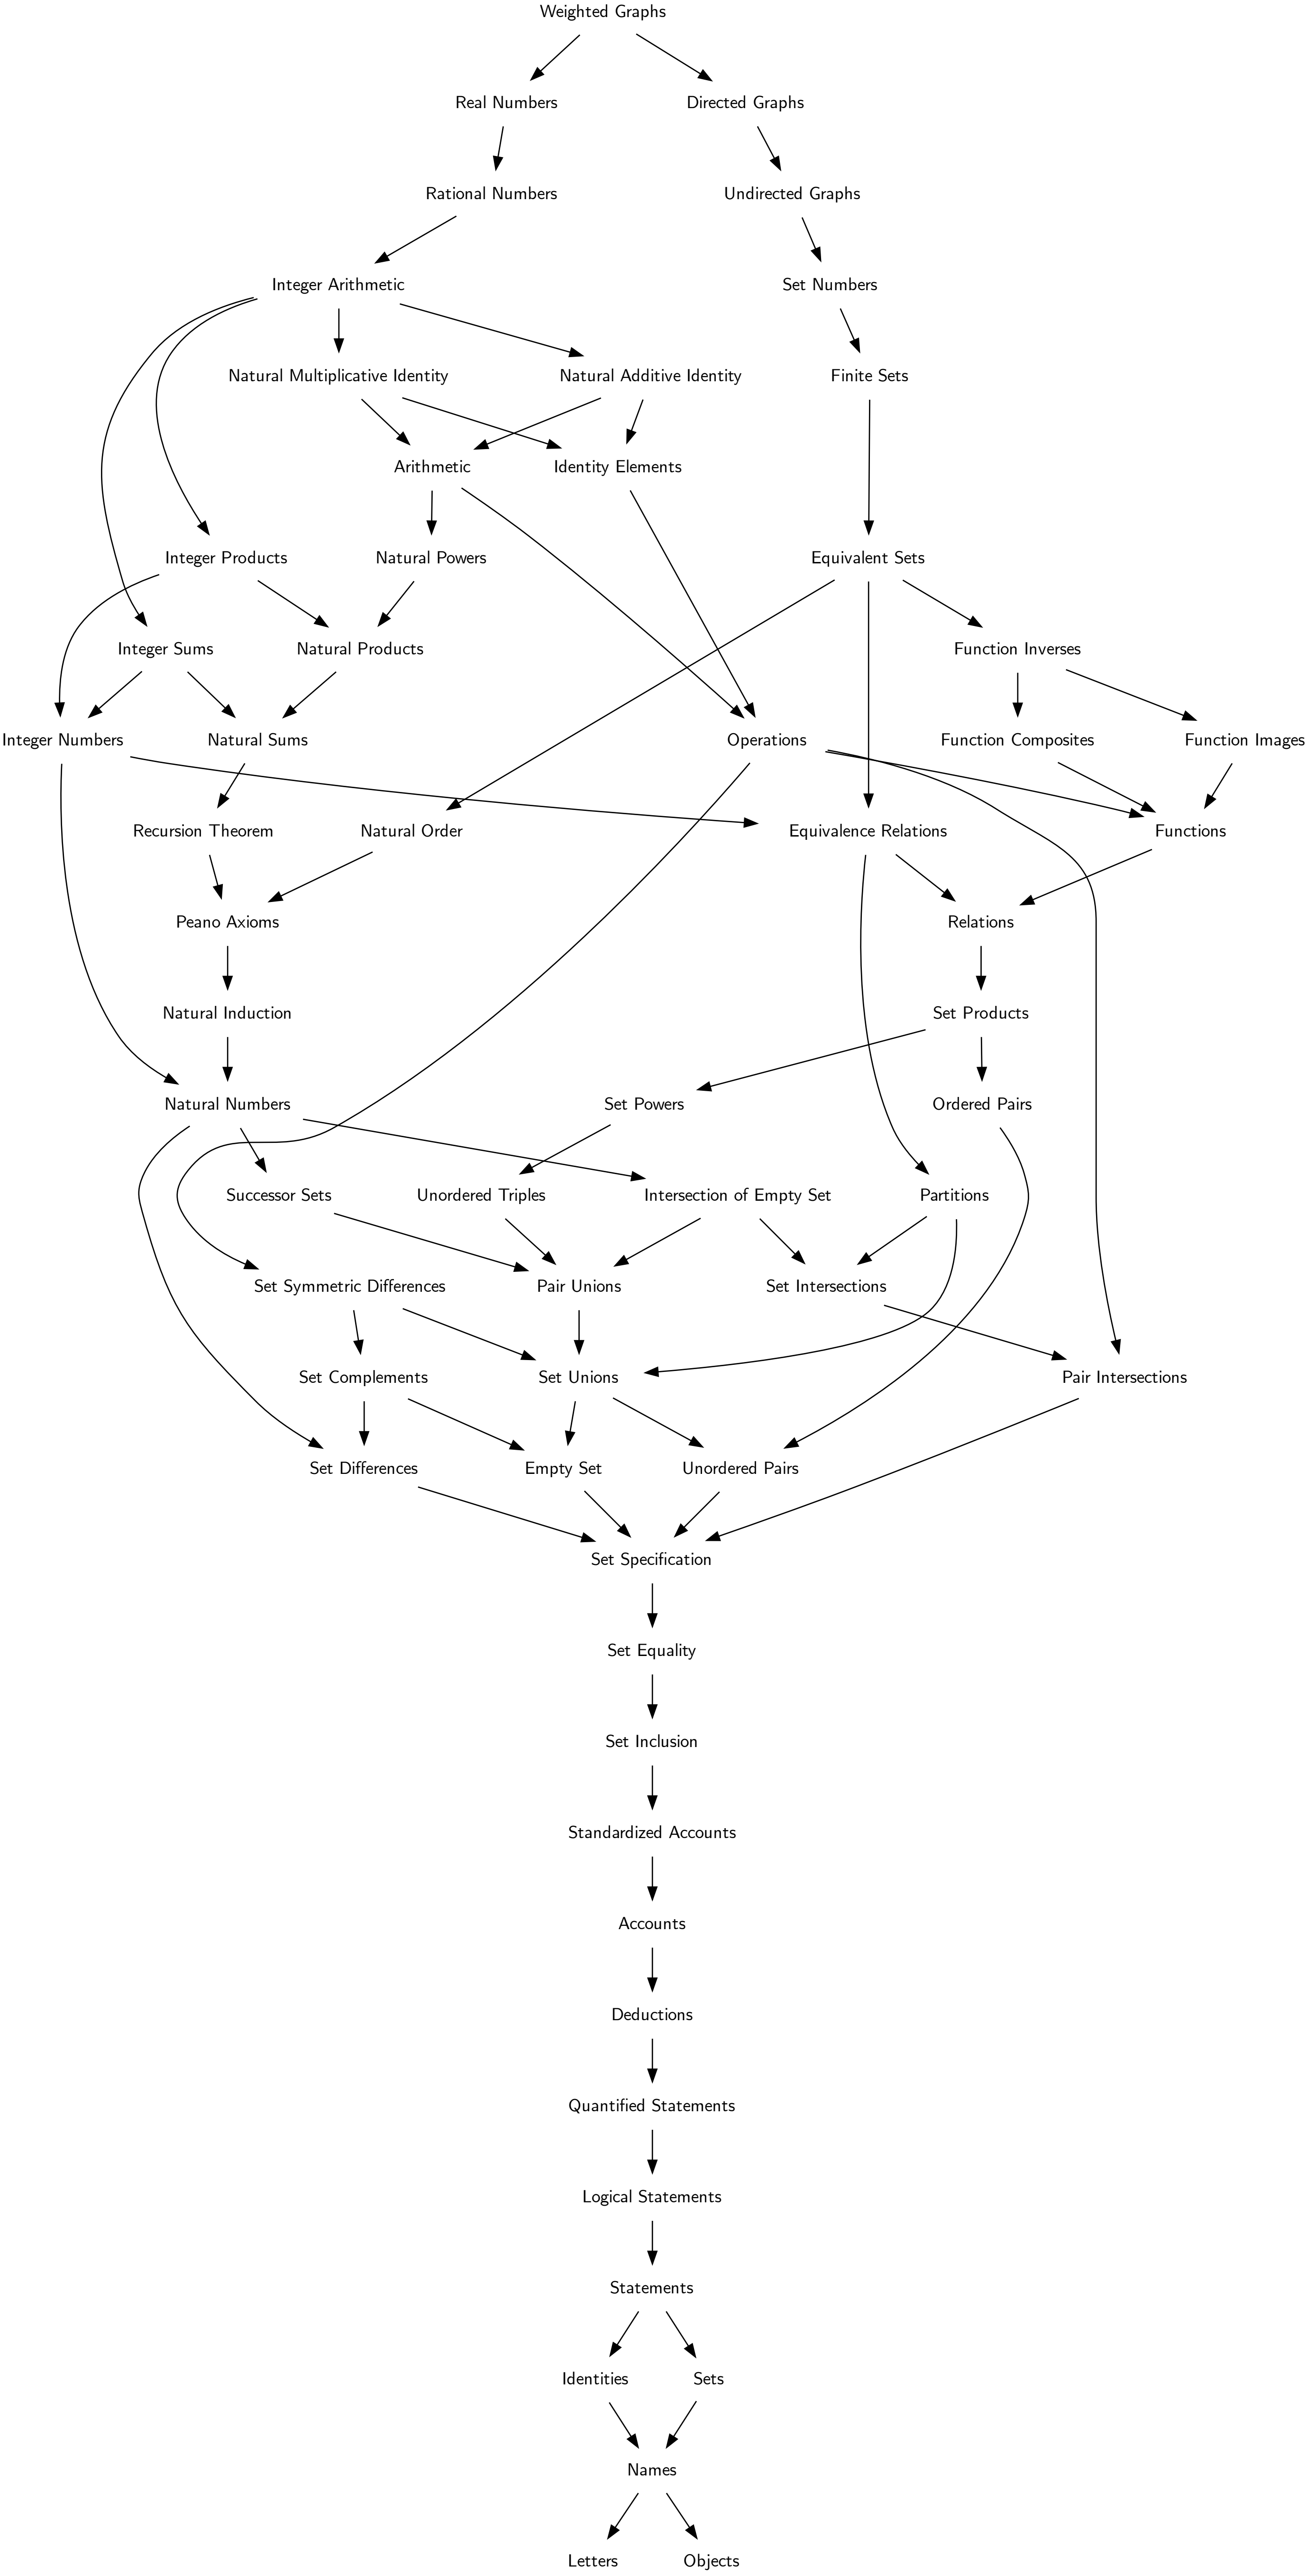 Weighted Graphs
Real Numbers
Directed Graphs
Rational Numbers
Undirected Graphs
Integer Arithmetic
Set Numbers
Natural Multiplicative Identity
Natural Additive Identity
Finite Sets
Arithmetic
Identity Elements
Integer Products
Natural Powers
Equivalent Sets
Integer Sums
Natural Products
Function Inverses
Integer Numbers
Natural Sums
Operations
Function Composites
Function Images
Recursion Theorem
Natural Order
Equivalence Relations
Functions
Peano Axioms
Relations
Natural Induction
Set Products
Natural Numbers
Set Powers
Ordered Pairs
Successor Sets
Unordered Triples
Intersection of Empty Set
Partitions
Set Symmetric Differences
Pair Unions
Set Intersections
Set Complements
Set Unions
Pair Intersections
Set Differences
Empty Set
Unordered Pairs
Set Specification
Set Equality
Set Inclusion
Standardized Accounts
Accounts
Deductions
Quantified Statements
Logical Statements
Statements
Identities
Sets
Names
Letters
Objects